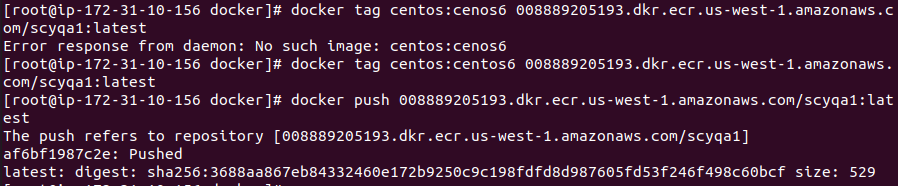 [root@ip-172-31-10-156 docker]# docker tag centos:cenos6 008889205193.dkr.ecr.us-west-1.amazonaws.c
om/scyqa1:latest
Error response from daemon: No such image: centos:cenos6
[root@ip-172-31-10-156 docker]# docker tag centos:centos6 008889205193.dkr.ecr.us-west-1.amazonaws.
com/scyqa1:latest
[root@ip-172-31-10-156 docker]# docker push 008889205193.dkr.ecr.us-west-1.amazonaws.com/scyqa1:lat
est
The push refers to repository [008889205193.dkr.ecr.us-west-1.amazonaws.com/scyqa1]
af6bf1987c2e: Pushed
latest: digest: sha256:3688aa867eb84332460e172b9250c9c198fdfd8d987605fd53f246f498c60bcf size: 529